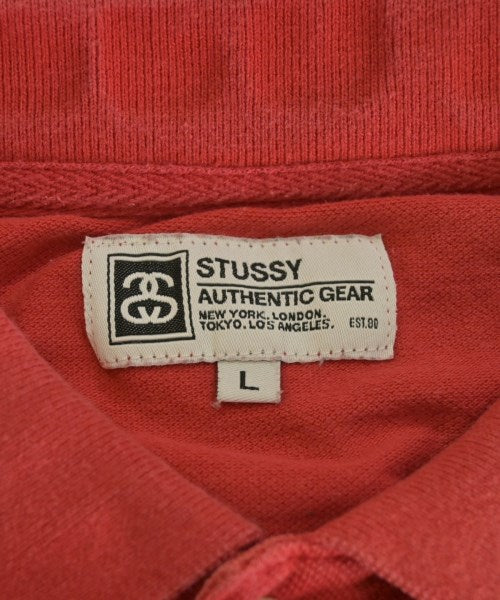 STUSSY
AUTHENTIC GEAR
NEW YORK. LONDON.
TOKYO. LOS ANGELES. EST.80
L